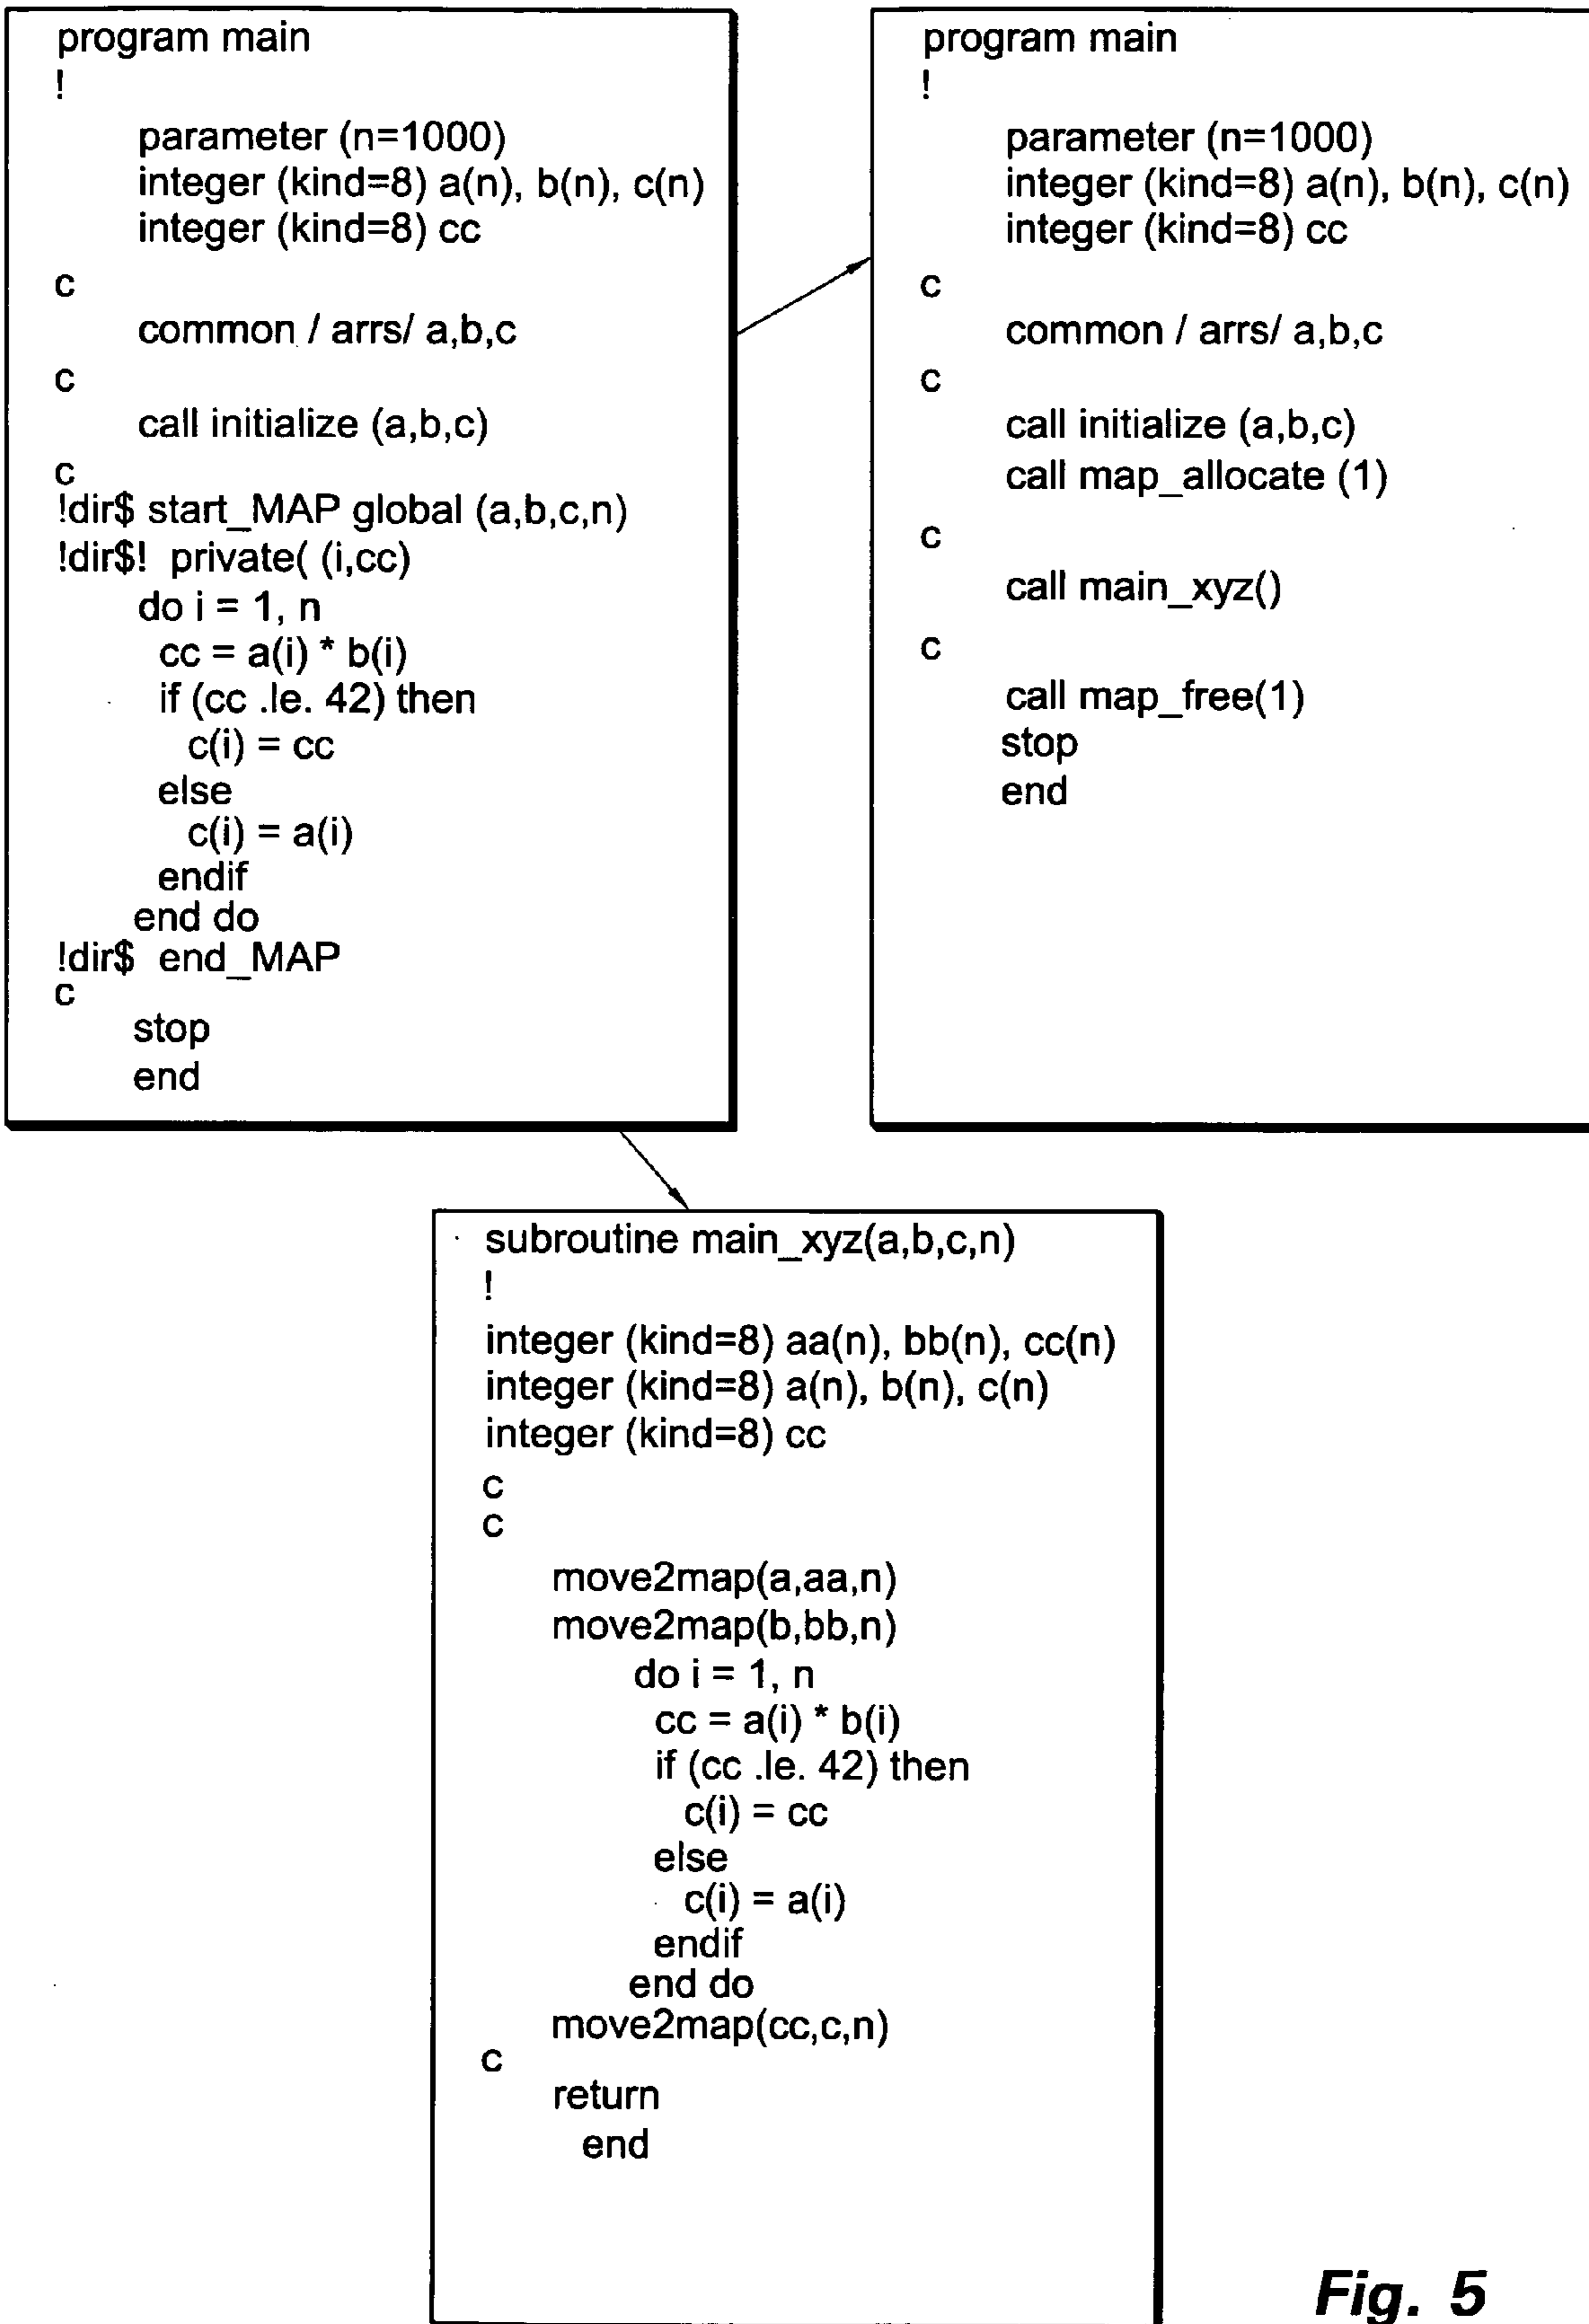 program main
!
parameter (n=1000)
integer (kind=8) a(n), b(n), c(n)
integer (kind=8) cc
c
common / arrs/ a,b,c
c
call initialize (a,b,c)
c
!dir$ start_MAP global (a,b,c,n)
!dir$! private( (i,cc)
do i = 1, n
cc = a(i) * b(i)
if (cc .le. 42) then
c(i) = cc
else
c(i) = a(i)
endif
end do
!dir$ end_MAP
c
stop
end
program main
!
parameter (n=1000)
integer (kind=8) a(n), b(n), c(n)
integer (kind=8) cc
c
common / arrs/ a,b,c
c
call initialize (a,b,c)
call map_allocate (1)
c
call main_xyz()
c
call map_free(1)
stop
end
subroutine main_xyz(a,b,c,n)
!
integer (kind=8) aa(n), bb(n), cc(n)
integer (kind=8) a(n), b(n), c(n)
integer (kind=8) cc
c
c
move2map(a,aa,n)
move2map(b,bb,n)
do i = 1, n
cc = a(i) * b(i)
if (cc .le. 42) then
c(i) = cc
else
c(i) = a(i)
endif
end do
move2map(cc,c,n)
c
return
end
Fig. 5